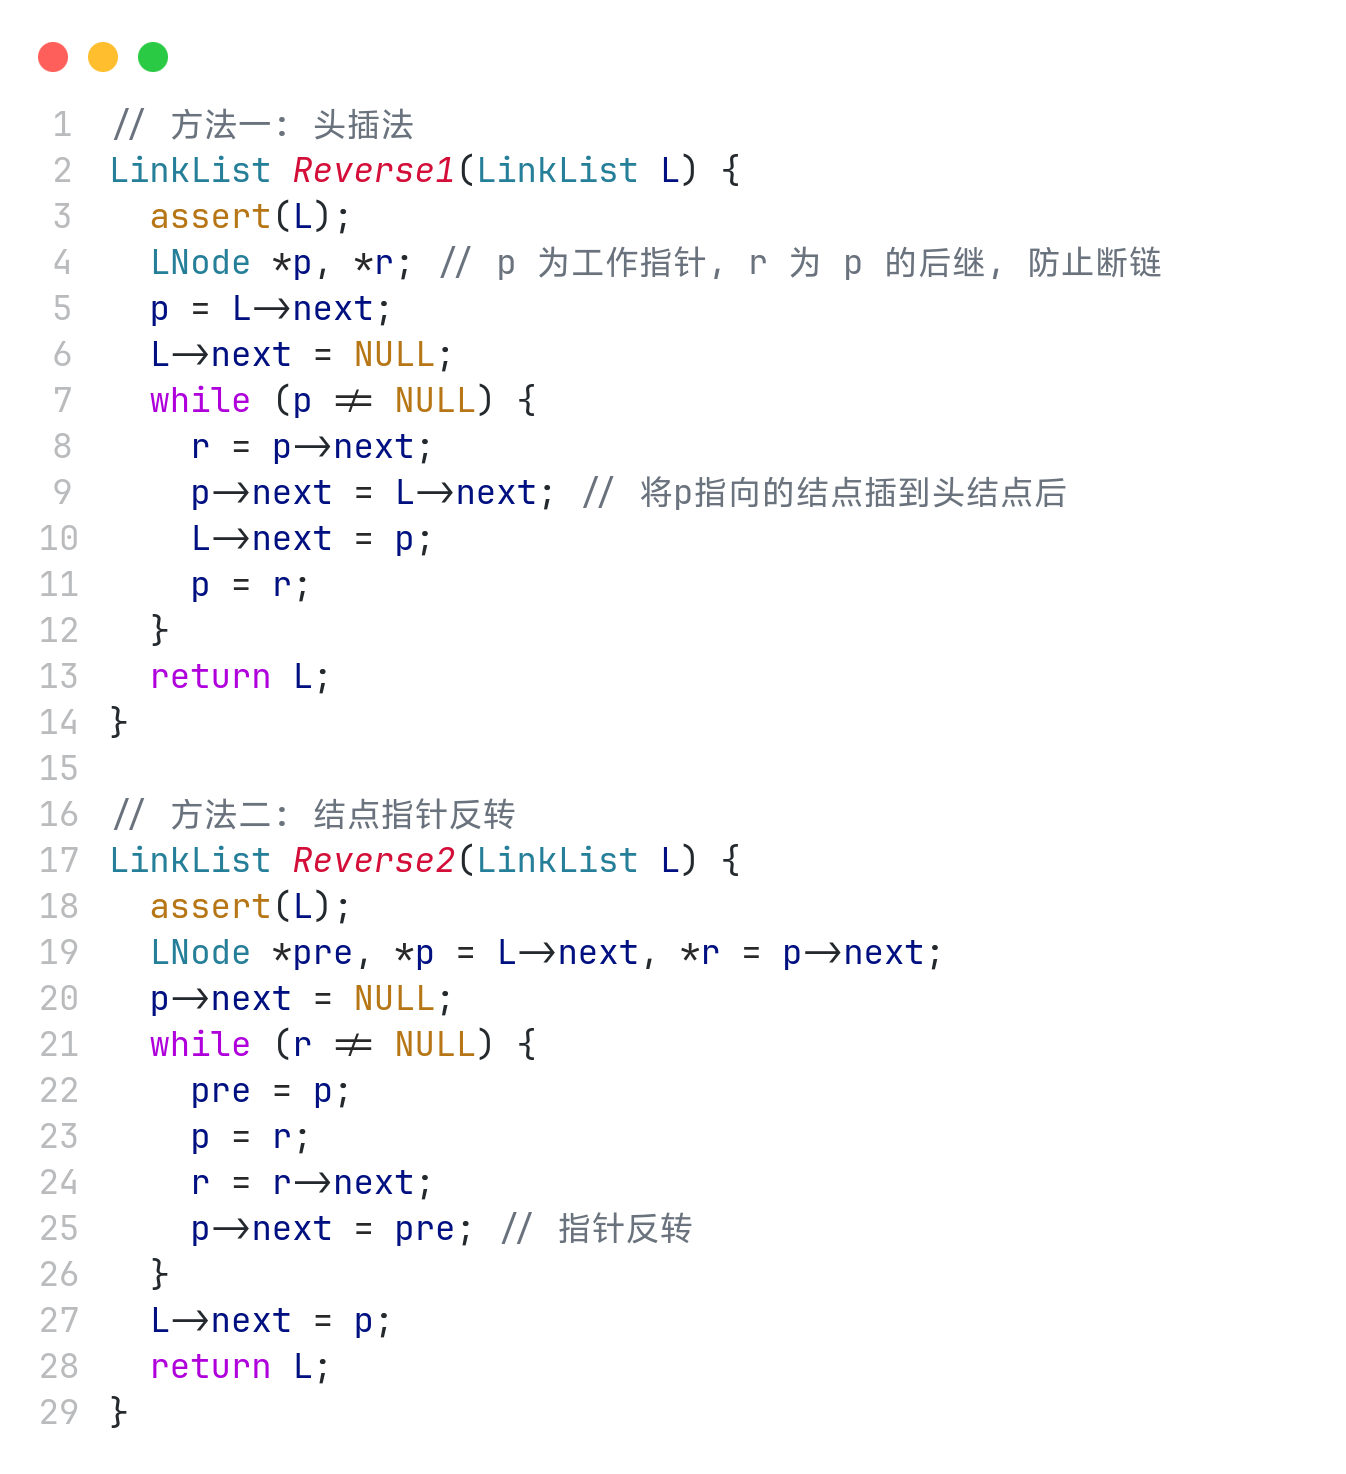 1 // 方法一: 头插法
2 LinkList Reverse1(LinkList L) {
3   assert(L);
4   LNode *p, *r; // p 为工作指针, r 为 p 的后继, 防止断链
5   p = L->next;
6   L->next = NULL;
7   while (p != NULL) {
8     r = p->next;
9     p->next = L->next; // 将p指向的结点插到头结点后
10     L->next = p;
11     p = r;
12   }
13   return L;
14 }
15
16 // 方法二: 结点指针反转
17 LinkList Reverse2(LinkList L) {
18   assert(L);
19   LNode *pre, *p = L->next, *r = p->next;
20   p->next = NULL;
21   while (r != NULL) {
22     pre = p;
23     p = r;
24     r = r->next;
25     p->next = pre; // 指针反转
26   }
27   L->next = p;
28   return L;
29 }